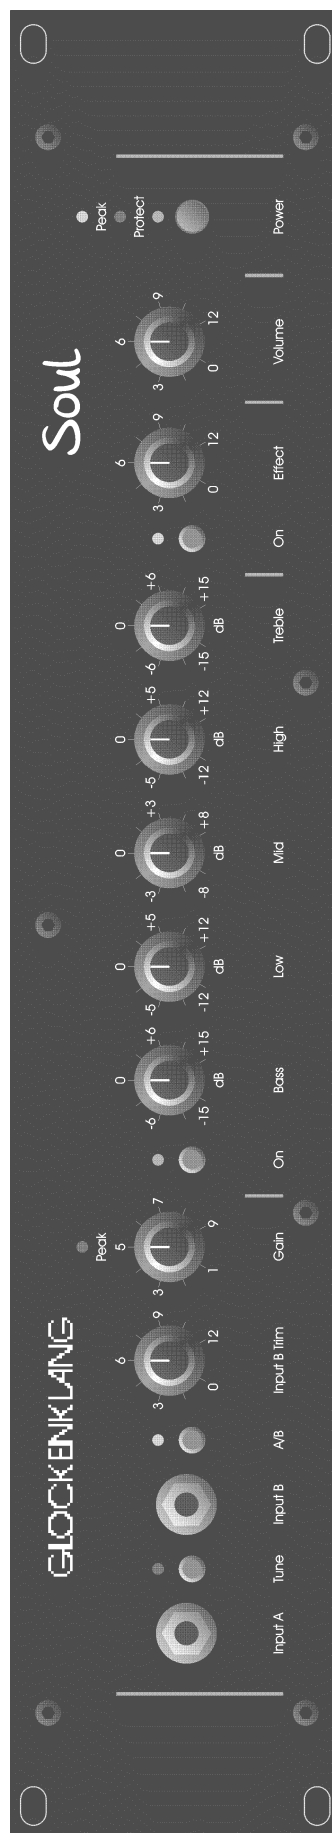 GLOCKENKLANG
Soul
Peak
Peak
Protect
3 6 9
3 5 7
-6 0 +6
-5 0 +5
-3 0 +3
-5 0 +5
-6 0 +6
3 6 9
3 6 9
0 12
1 9
-15 dB +15
-12 dB +12
-8 dB +8
-12 dB +12
-15 dB +15
0 12
0 12
Input A
Tune
Input B
A/B
Input B Trim
Gain
On
Bass
Low
Mid
High
Treble
On
Effect
Volume
Power